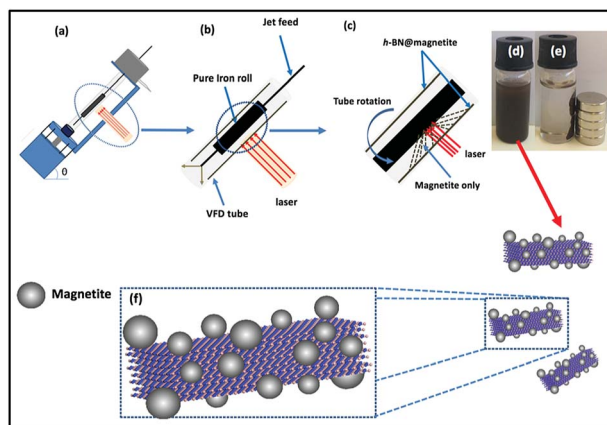 (a)
(b)
Jet feed
Pure Iron roll
VFD tube
laser
θ
(c)
h-BN@magnetite
Tube rotation
laser
Magnetite only
(d)
(e)
Magnetite
(f)